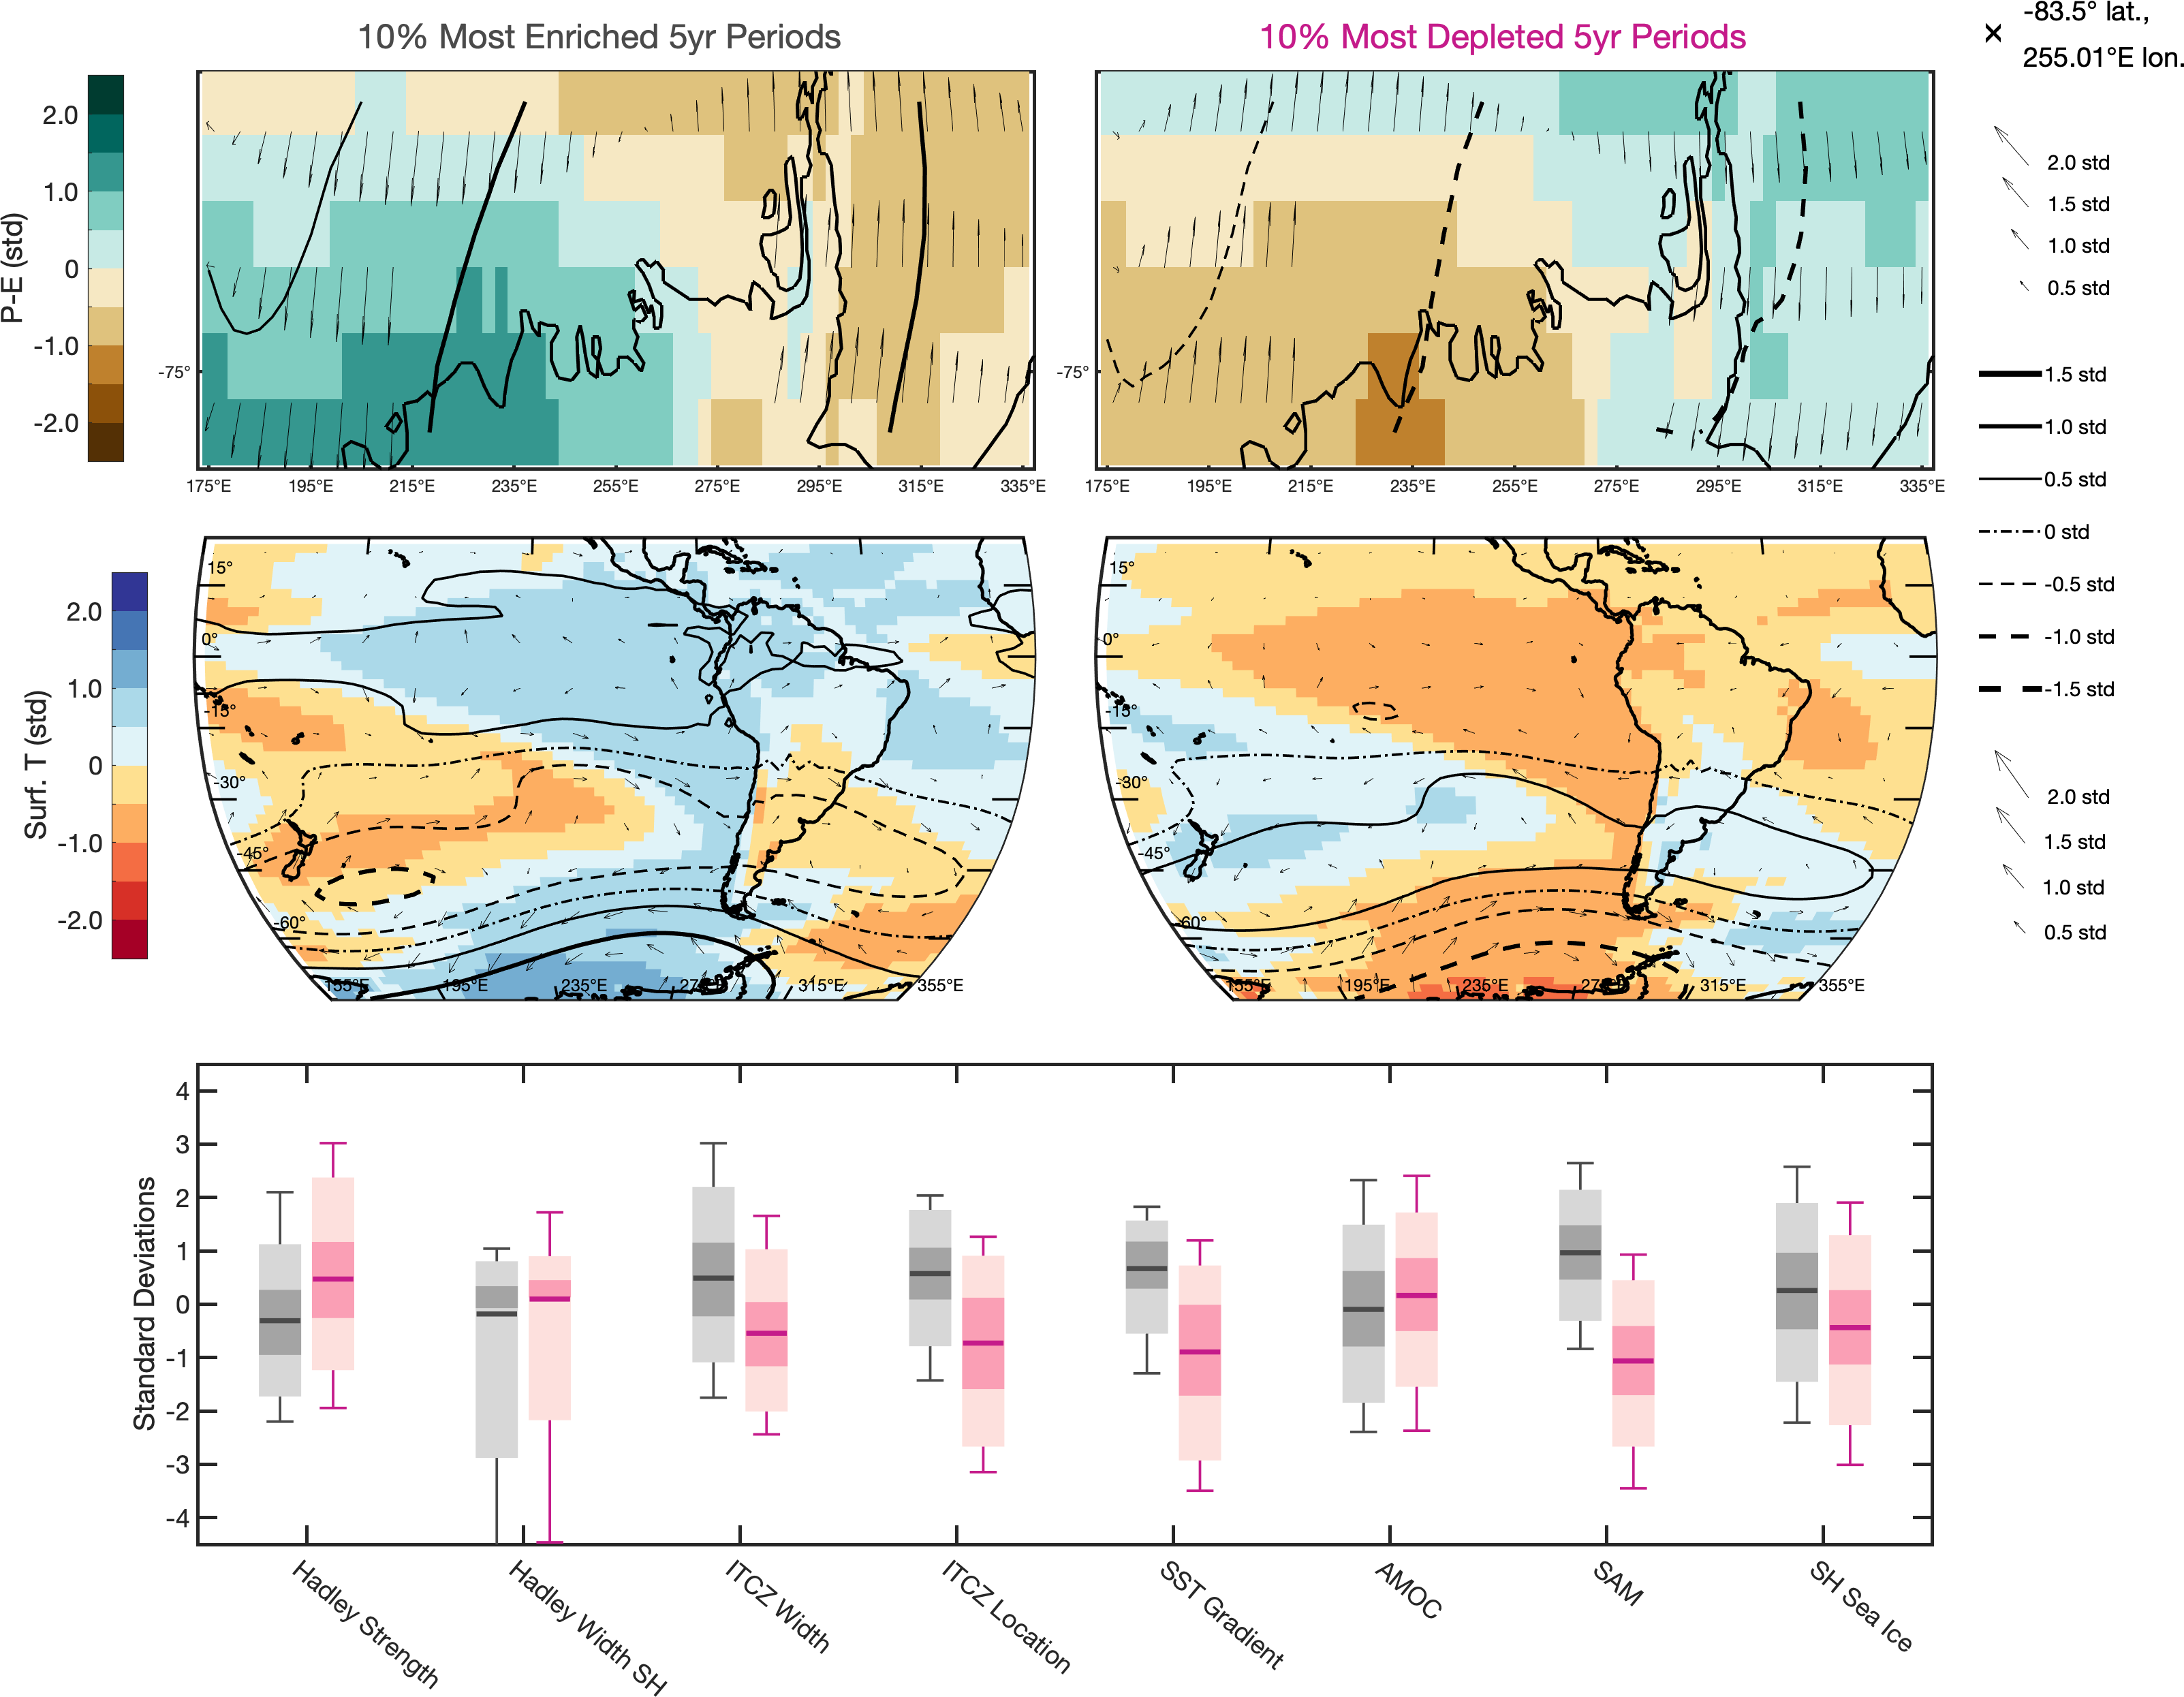 10% Most Enriched 5yr Periods
10% Most Depleted 5yr Periods
-83.5° lat.,
255.01°E lon.
P-E (std)
2.0
1.0
0
-1.0
-2.0
-75°
175°E 195°E 215°E 235°E 255°E 275°E 295°E 315°E 335°E
-75°
175°E 195°E 215°E 235°E 255°E 275°E 295°E 315°E 335°E
2.0 std
1.5 std
1.0 std
0.5 std
1.5 std
1.0 std
0.5 std
0 std
-0.5 std
-1.0 std
-1.5 std
2.0 std
1.5 std
1.0 std
0.5 std
Surf. T (std)
2.0
1.0
0
-1.0
-2.0
15°
0°
-15°
-30°
-45°
-60°
155°E 195°E 235°E 315°E 355°E
15°
0°
-15°
-30°
-45°
-60°
155°E 195°E 235°E 315°E 355°E
Standard Deviations
4
3
2
1
0
-1
-2
-3
-4
Hadley Strength
Hadley Width SH
ITCZ Width
ITCZ Location
SST Gradient
AMOC
SAM
SH Sea Ice